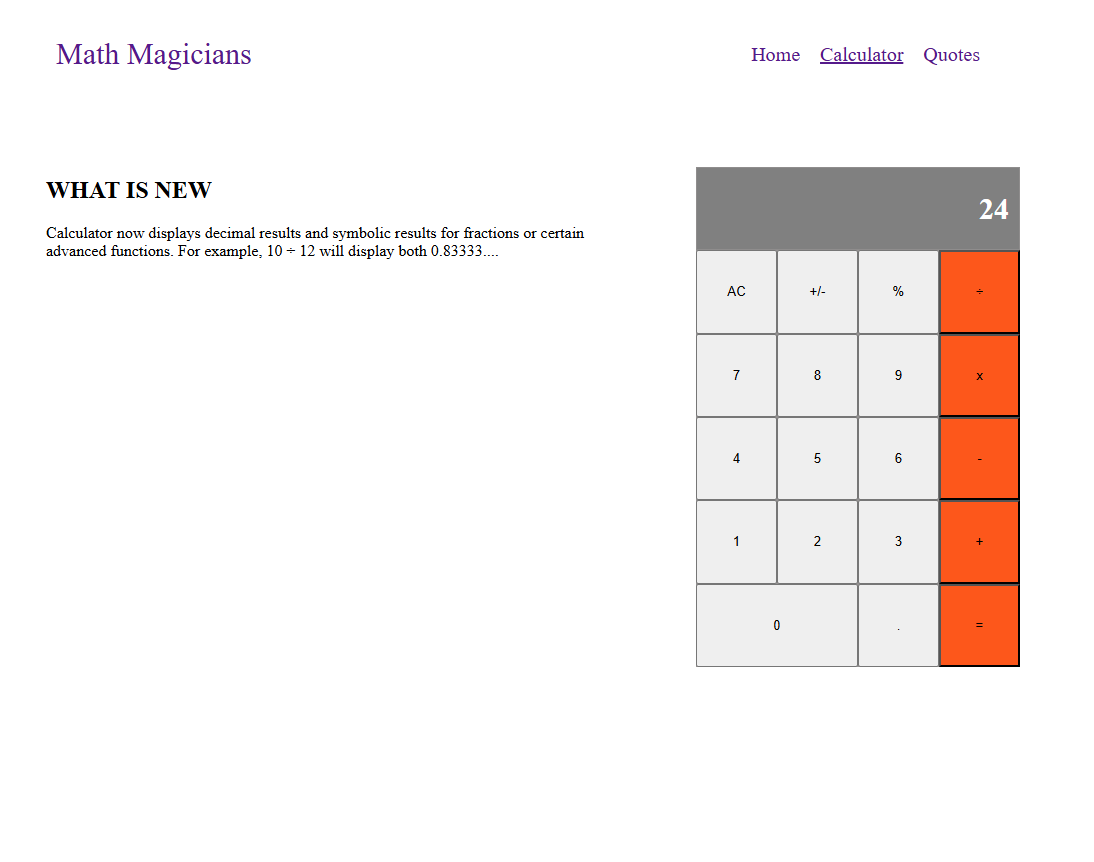 Math Magicians
Home Calculator Quotes
WHAT IS NEW
Calculator now displays decimal results and symbolic results for fractions or certain
advanced functions. For example, 10 ÷ 12 will display both 0.83333....
24
AC +/- % ÷
7 8 9 x
4 5 6 -
1 2 3 +
0 . =